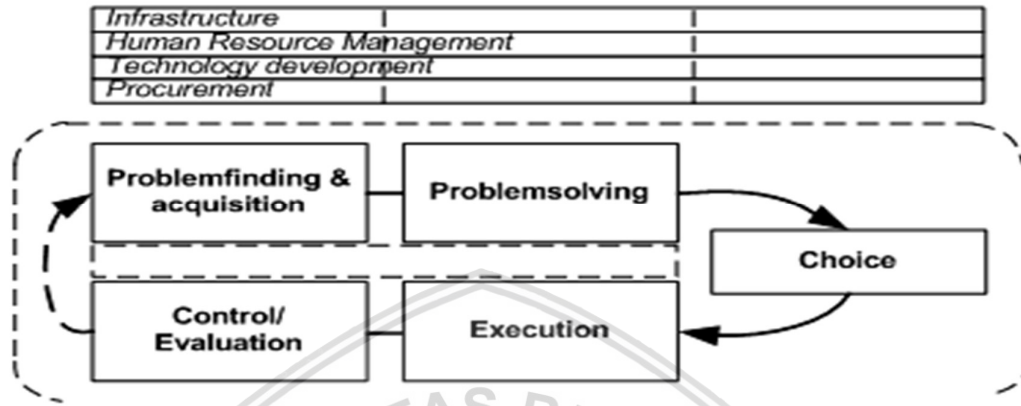 Infrastructure
Human Resource Management
Technology development
Procurement
Problemfinding &
acquisition
Problemsolving
Choice
Control/
Evaluation
Execution